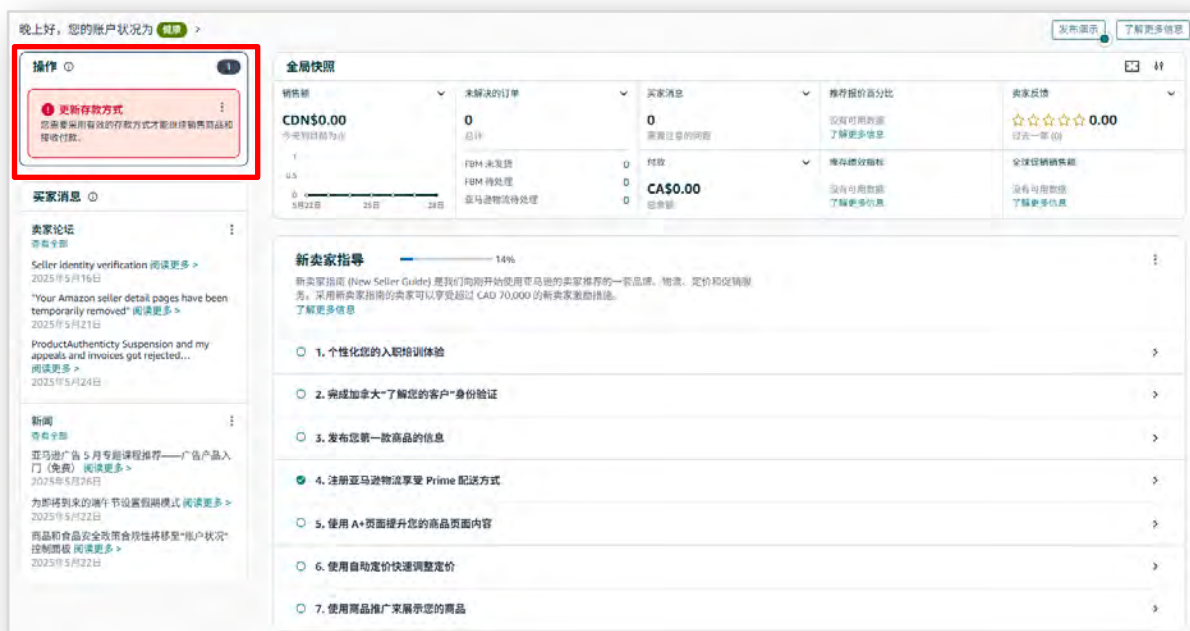 晚上好，您的账户状况为 健康 >
发布演示
了解更多信息
操作
1
更新存款方式
您需要采用有效的存款方式才能继续销售商品和
接收付款。
买家消息
卖家论坛
查看全部
Seller identity verification 阅读更多 >
2025年5月16日
"Your Amazon seller detail pages have been
temporarily removed" 阅读更多 >
2025年5月21日
ProductAuthenticty Suspension and my
appeals and invoices got rejected...
阅读更多 >
2025年5月24日
新闻
查看全部
亚马逊广告 5 月专题课程推荐——广告产品入
门（免费） 阅读更多 >
2025年5月26日
为即将到来的端午节设置假期模式 阅读更多 >
2025年5月22日
商品和食品安全政策合规性将移至"账户状况"
控制面板 阅读更多 >
2025年5月22日
全局快照
销售额
CDN$0.00
今天到目前为止
1
0.5
0
5月22日 25日 28日
未解决的订单
0
总计
FBM 未发货 0
FBM 待处理 0
亚马逊物流待处理 0
买家消息
0
需要注意的问题
付款
CA$0.00
总余额
推荐报价百分比
没有可用数据
了解更多信息
库存绩效指标
没有可用数据
了解更多信息
卖家反馈
0.00
过去一年 (0)
全球促销销售额
没有可用数据
了解更多信息
新卖家指导 14%
新卖家指南 (New Seller Guide) 是我们向刚开始使用亚马逊的卖家推荐的一套品牌、物流、定价和促销服
务。采用新卖家指南的卖家可以享受超过 CAD 70,000 的新卖家激励措施。
了解更多信息
1. 个性化您的入职培训体验
2. 完成加拿大"了解您的客户"身份验证
3. 发布您第一款商品的信息
4. 注册亚马逊物流享受 Prime 配送方式
5. 使用 A+页面提升您的商品页面内容
6. 使用自动定价快速调整定价
7. 使用商品推广来展示您的商品